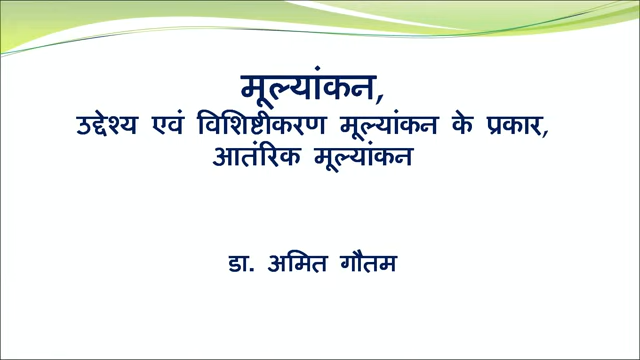 मूल्यांकन,
उद्देश्य एवं विशिष्टीकरण मूल्यांकन के प्रकार,
आतंरिक मूल्यांकन
डा. अमित गौतम